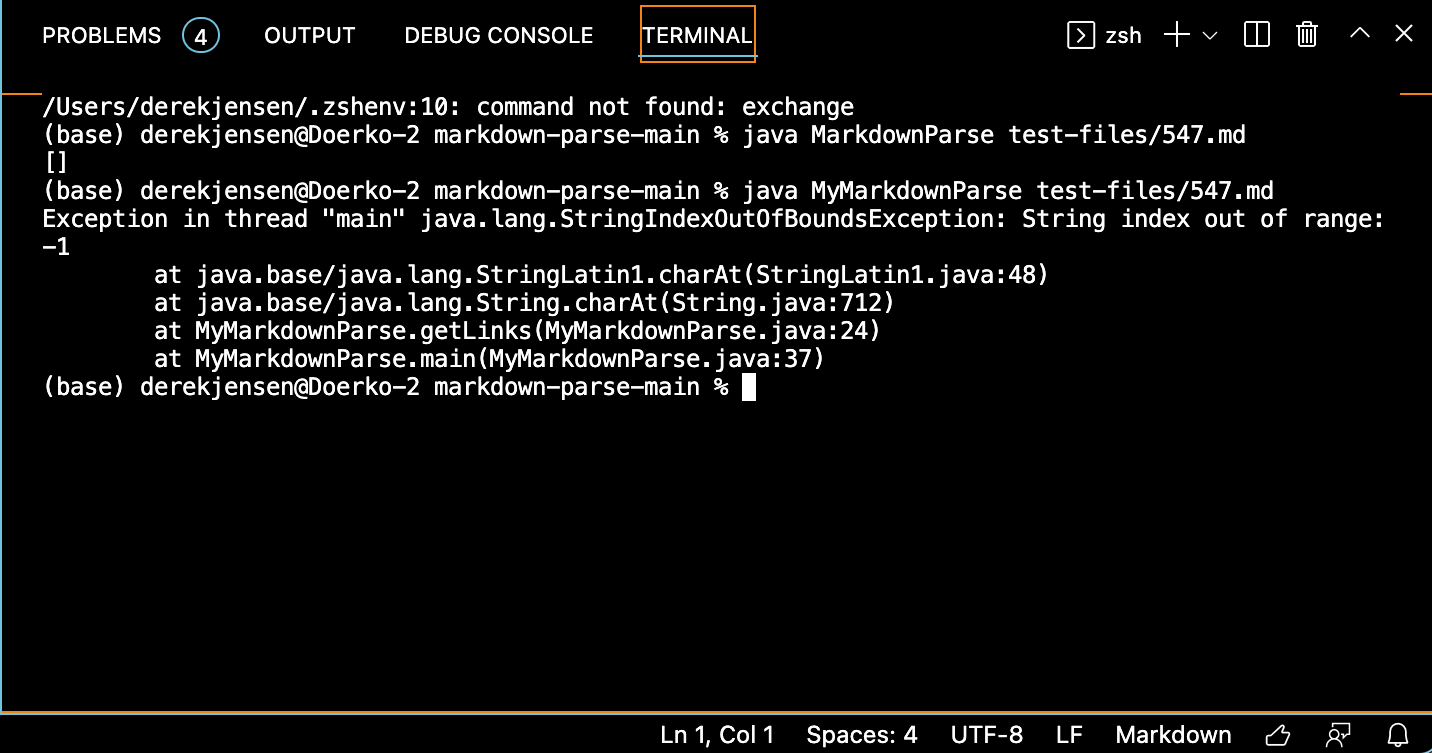 PROBLEMS 4 OUTPUT DEBUG CONSOLE TERMINAL zsh
/Users/derekjensen/.zshenv:10: command not found: exchange
(base) derekjensen@Doerko-2 markdown-parse-main % java MarkdownParse test-files/547.md
[]
(base) derekjensen@Doerko-2 markdown-parse-main % java MyMarkdownParse test-files/547.md
Exception in thread "main" java.lang.StringIndexOutOfBoundsException: String index out of range:
-1
        at java.base/java.lang.StringLatin1.charAt(StringLatin1.java:48)
        at java.base/java.lang.String.charAt(String.java:712)
        at MyMarkdownParse.getLinks(MyMarkdownParse.java:24)
        at MyMarkdownParse.main(MyMarkdownParse.java:37)
(base) derekjensen@Doerko-2 markdown-parse-main %
Ln 1, Col 1 Spaces: 4 UTF-8 LF Markdown